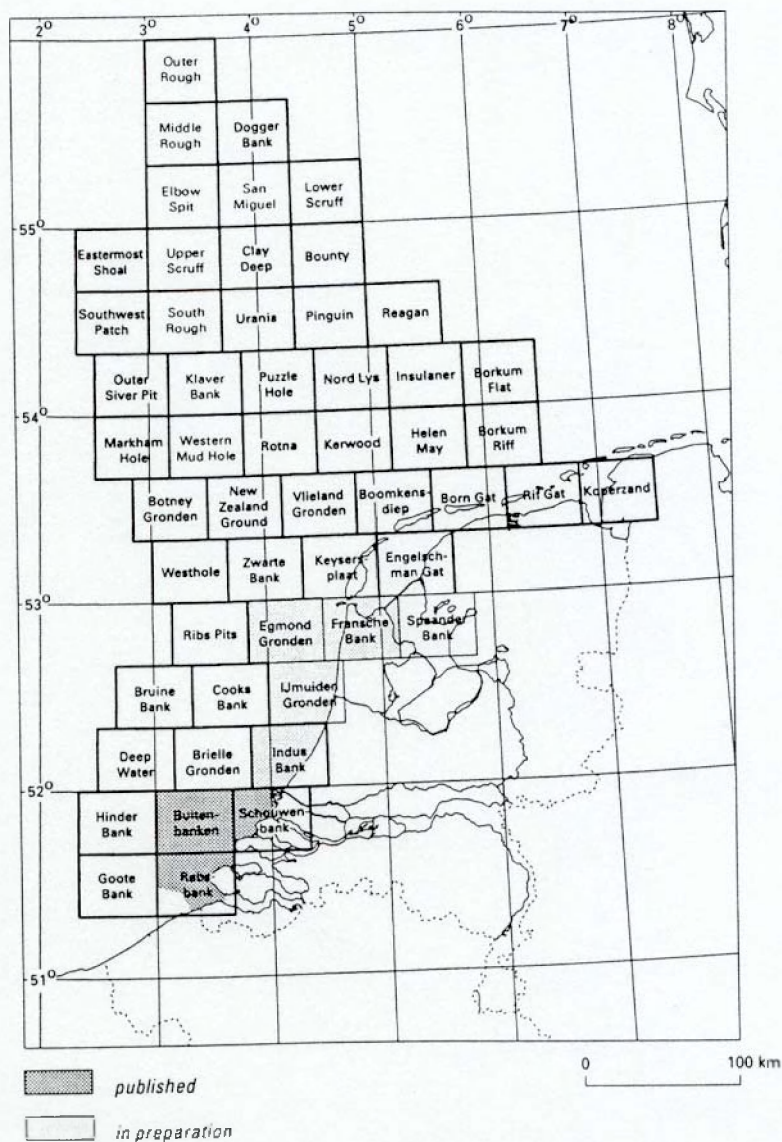 2° 3° 4° 5° 6° 7° 8°
Outer
Rough
Middle
Rough
Dogger
Bank
Elbow
Spit
San
Miguel
Lower
Scruff
55°
Eastermost
Shoal
Upper
Scruff
Clay
Deep
Bounty
Southwest
Patch
South
Rough
Urania
Pinguin
Reagan
Outer
Silver Pit
Klaver
Bank
Puzzle
Hole
Nord Lys
Insulaner
Borkum
Flat
54°
Markham
Hole
Western
Mud Hole
Rotna
Kerwood
Helen
May
Borkum
Riff
Botney
Gronden
New
Zealand
Ground
Vlieland
Gronden
Boomkens-
diep
Born Gat
Rif Gat
Koperzand
Westhole
Zwarte
Bank
Keysers-
plaat
Engelsch-
man Gat
53°
Ribs Pits
Egmond
Gronden
Fransche
Bank
Spaander
Bank
Bruine
Bank
Cooks
Bank
IJmuiden
Gronden
Deep
Water
Brielle
Gronden
Indus
Bank
52°
Hinder
Bank
Buiten-
banken
Schouwen-
bank
Goote
Bank
Rabs
bank
51°
0 100 km
published
in preparation